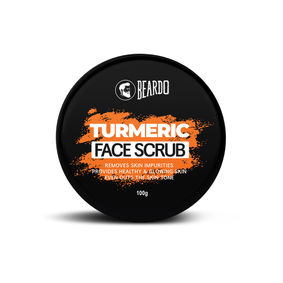 BEARDO
TURMERIC
FACE SCRUB
REMOVES SKIN IMPURITIES
PROVIDES HEALTHY & GLOWING SKIN
EVEN OUTS THE SKIN TONE
100g